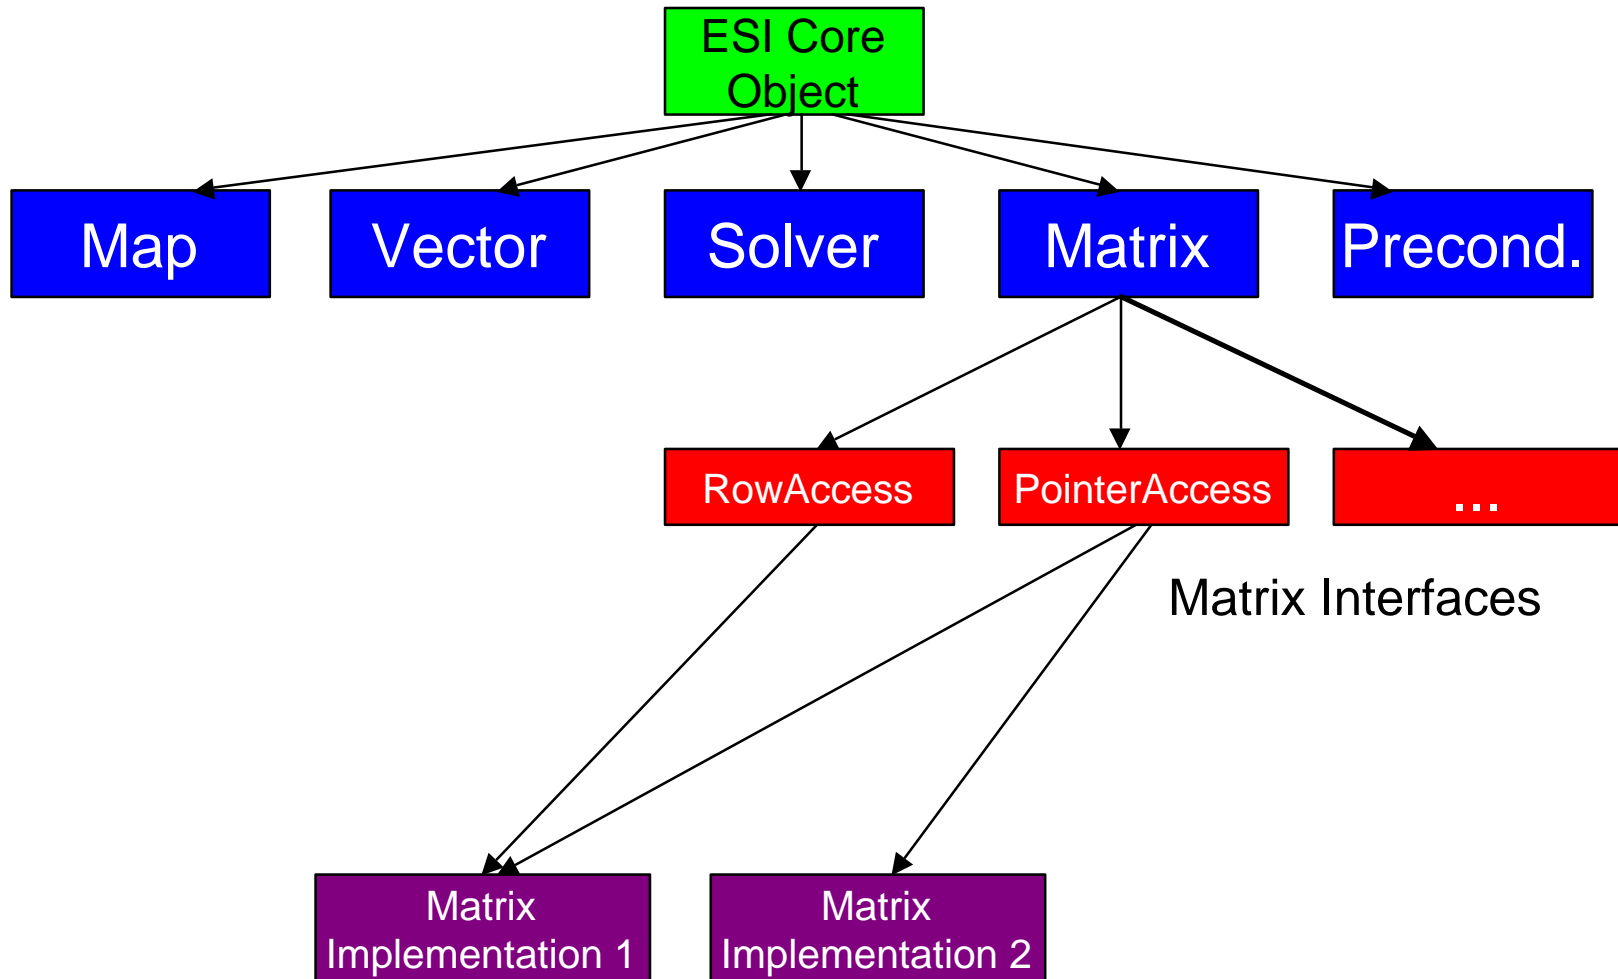 ESI Core
Object
Map
Vector
Solver
Matrix
Precond.
RowAccess
PointerAccess
...
Matrix Interfaces
Matrix
Implementation 1
Matrix
Implementation 2